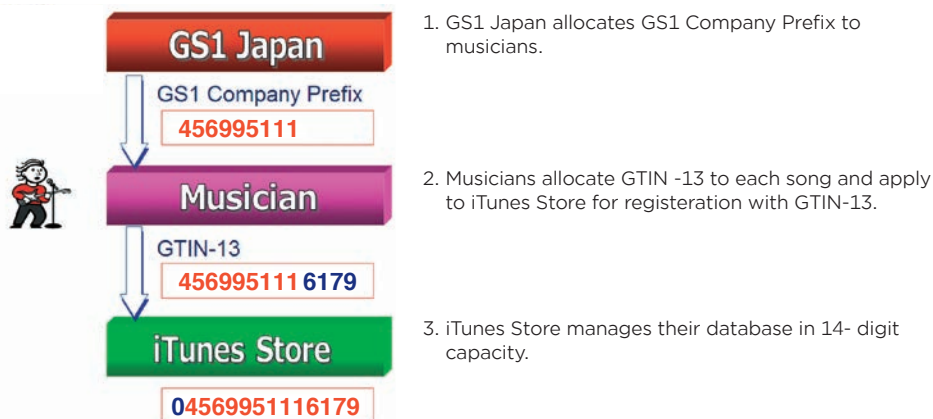 GS1 Japan
GS1 Company Prefix
456995111
1. GS1 Japan allocates GS1 Company Prefix to
musicians.
Musician
GTIN-13
456995111 6179
2. Musicians allocate GTIN -13 to each song and apply
to iTunes Store for registeration with GTIN-13.
iTunes Store
04569951116179
3. iTunes Store manages their database in 14- digit
capacity.